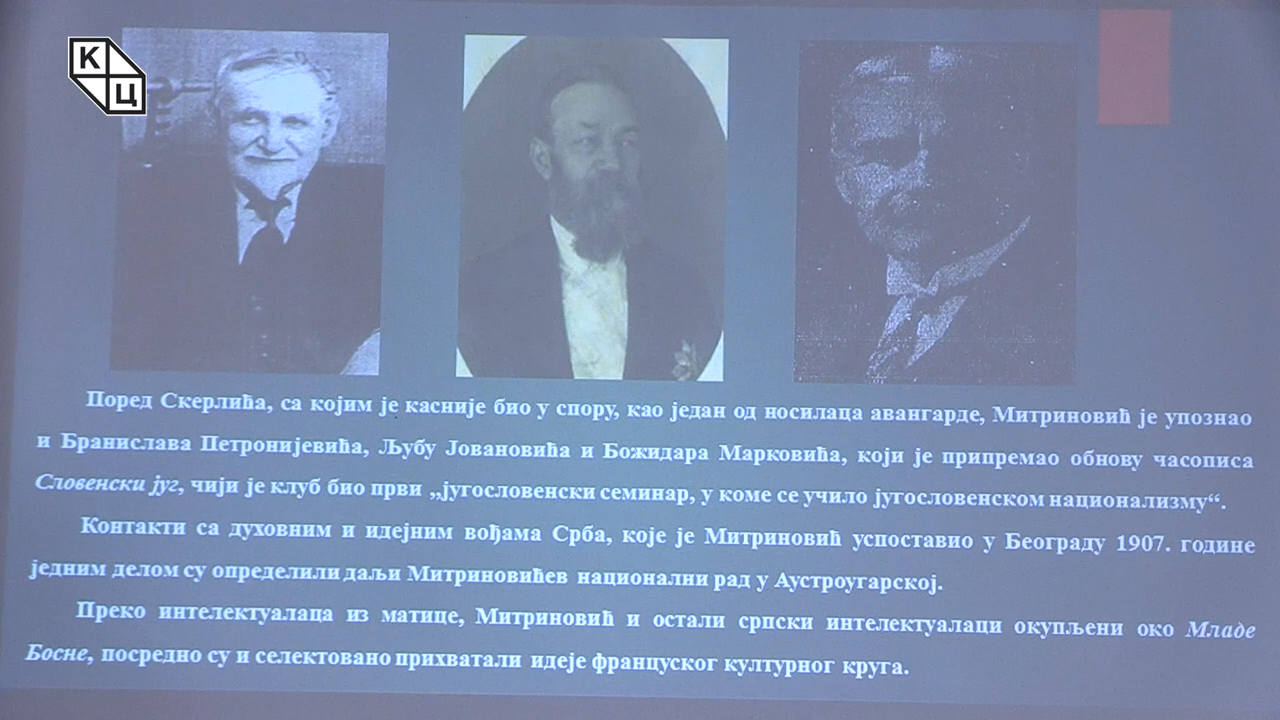 К
Ц
Поред Скерлића, са којим је касније био у спору, као један од носилаца авангарде, Митриновић је упознао
и Бранислава Петронијевића, Љубу Јовановића и Божидара Марковића, који је припремао обнову часописа
Словенски југ, чији је клуб био први „југословенски семинар, у коме се учило југословенском национализму“.
Контакти са духовним и идејним вођама Срба, које је Митриновић успоставио у Београду 1907. године
једним делом су определили даљи Митриновићев национални рад у Аустроугарској.
Преко интелектуалаца из матице, Митриновић и остали српски интелектуалци окупљени око Младе
Босне, посредно су и селектовано прихватали идеје француског културног круга.